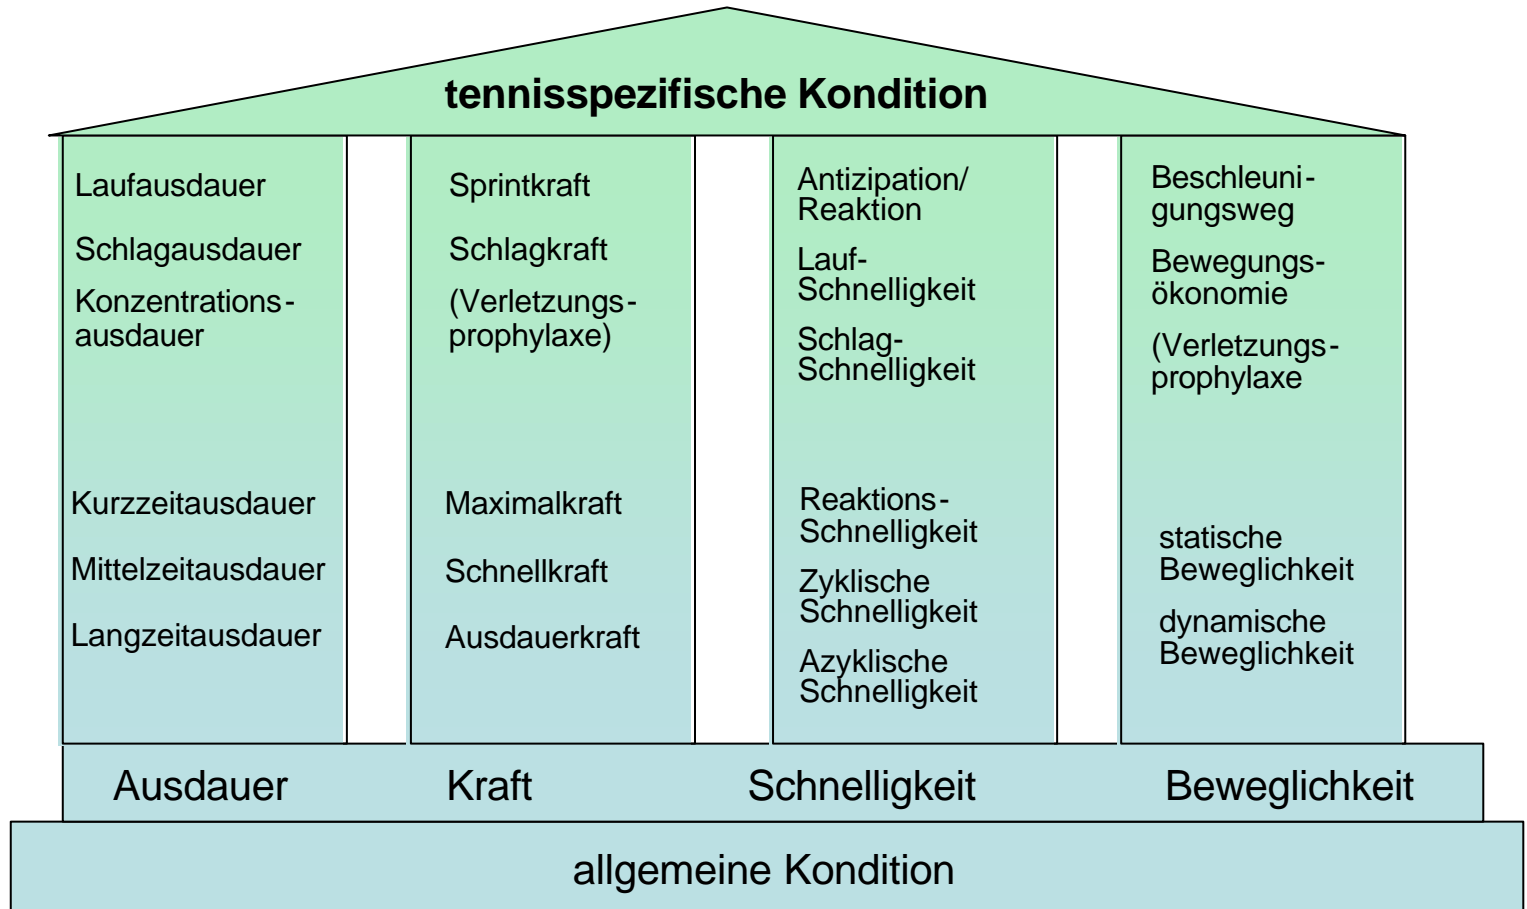 tennisspezifische Kondition
Laufausdauer
Schlagausdauer
Konzentrations-
ausdauer
Kurzzeitausdauer
Mittelzeitausdauer
Langzeitausdauer
Sprintkraft
Schlagkraft
(Verletzungs-
prophylaxe)
Maximalkraft
Schnellkraft
Ausdauerkraft
Antizipation/
Reaktion
Lauf-
Schnelligkeit
Schlag-
Schnelligkeit
Reaktions-
Schnelligkeit
Zyklische
Schnelligkeit
Azyklische
Schnelligkeit
Beschleuni-
gungsweg
Bewegungs-
ökonomie
(Verletzungs-
prophylaxe
statische
Beweglichkeit
dynamische
Beweglichkeit
Ausdauer Kraft Schnelligkeit Beweglichkeit
allgemeine Kondition